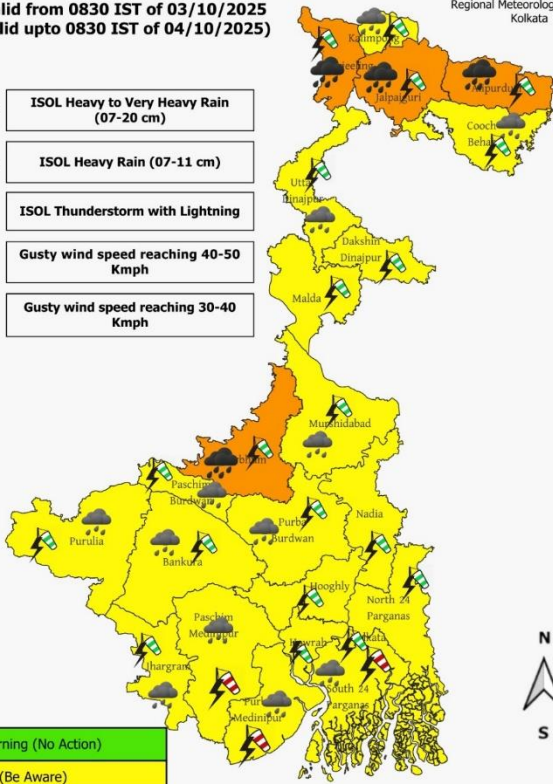 lid from 0830 IST of 03/10/2025
lid upto 0830 IST of 04/10/2025)
Regional Meteorolog
Kolkata
ISOL Heavy to Very Heavy Rain
(07-20 cm)
ISOL Heavy Rain (07-11 cm)
ISOL Thunderstorm with Lightning
Gusty wind speed reaching 40-50
Kmph
Gusty wind speed reaching 30-40
Kmph
Kalimpong
Jalpaiguri
Cooch
Behar
Uttar
Dinajpur
Dakshin
Dinajpur
Malda
Murshidabad
Paschim
Burdwan
Purba
Burdwan
Nadia
Purulia
Bankura
Hooghly
North 24
Parganas
Paschim
Medinipur
Jhargram
South 24
Parganas
Medinipur
N
S
rning (No Action)
(Be Aware)